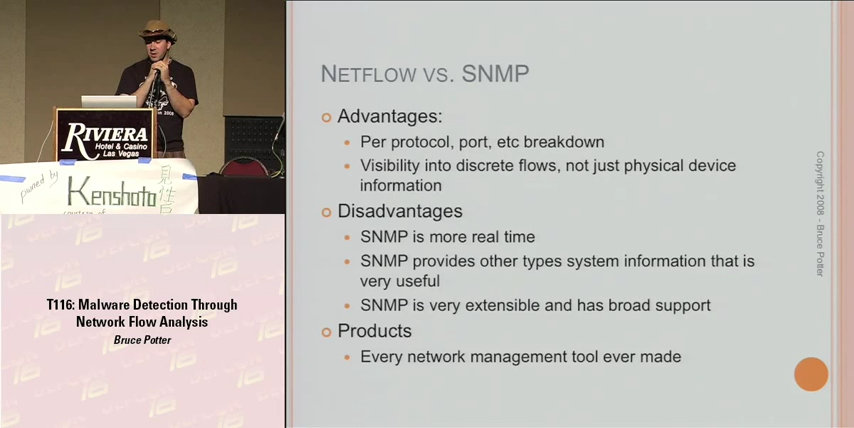 RIVIERA
Hotel & Casino
Las Vegas
pwned by
Kenshoto
T116: Malware Detection Through
Network Flow Analysis
Bruce Potter
NETFLOW VS. SNMP
Advantages:
Per protocol, port, etc breakdown
Visibility into discrete flows, not just physical device
information
Disadvantages
SNMP is more real time
SNMP provides other types system information that is
very useful
SNMP is very extensible and has broad support
Products
Every network management tool ever made
Copyright 2008 - Bruce Potter